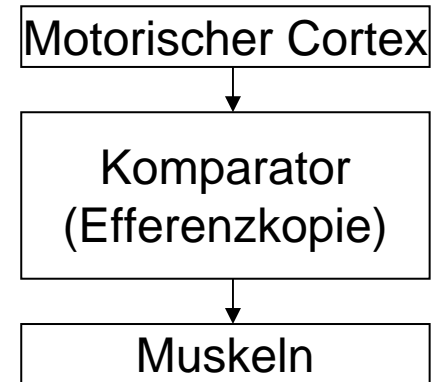 Motorischer Cortex
Komparator
(Efferenzkopie)
Muskeln